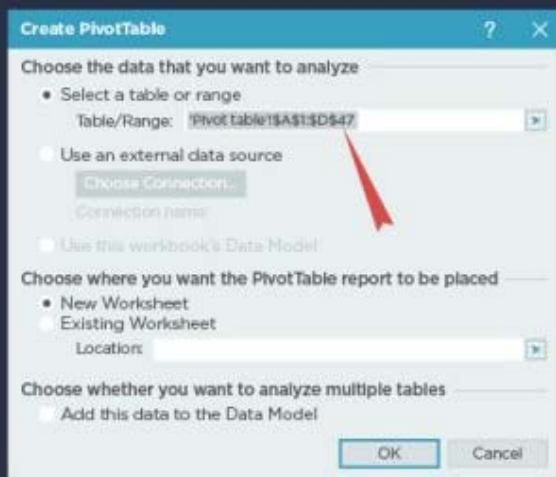 Create PivotTable ? ×
Choose the data that you want to analyze
Select a table or range
Table/Range: 'Pivot table'!$A$1:$D$47
Use an external data source
Choose Connection...
Connection name:
Use this workbook's Data Model
Choose where you want the PivotTable report to be placed
New Worksheet
Existing Worksheet
Location:
Choose whether you want to analyze multiple tables
Add this data to the Data Model
OK Cancel